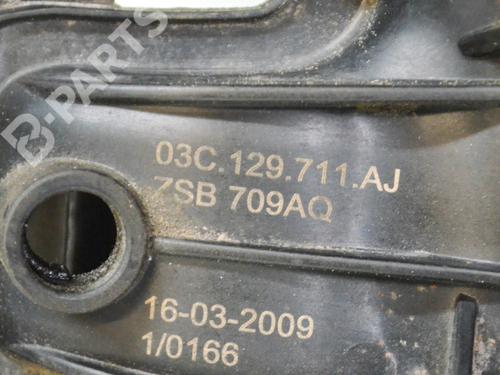 B-PARTS
03C.129.711.AJ
ZSB 709AQ
16-03-2009
1/0166